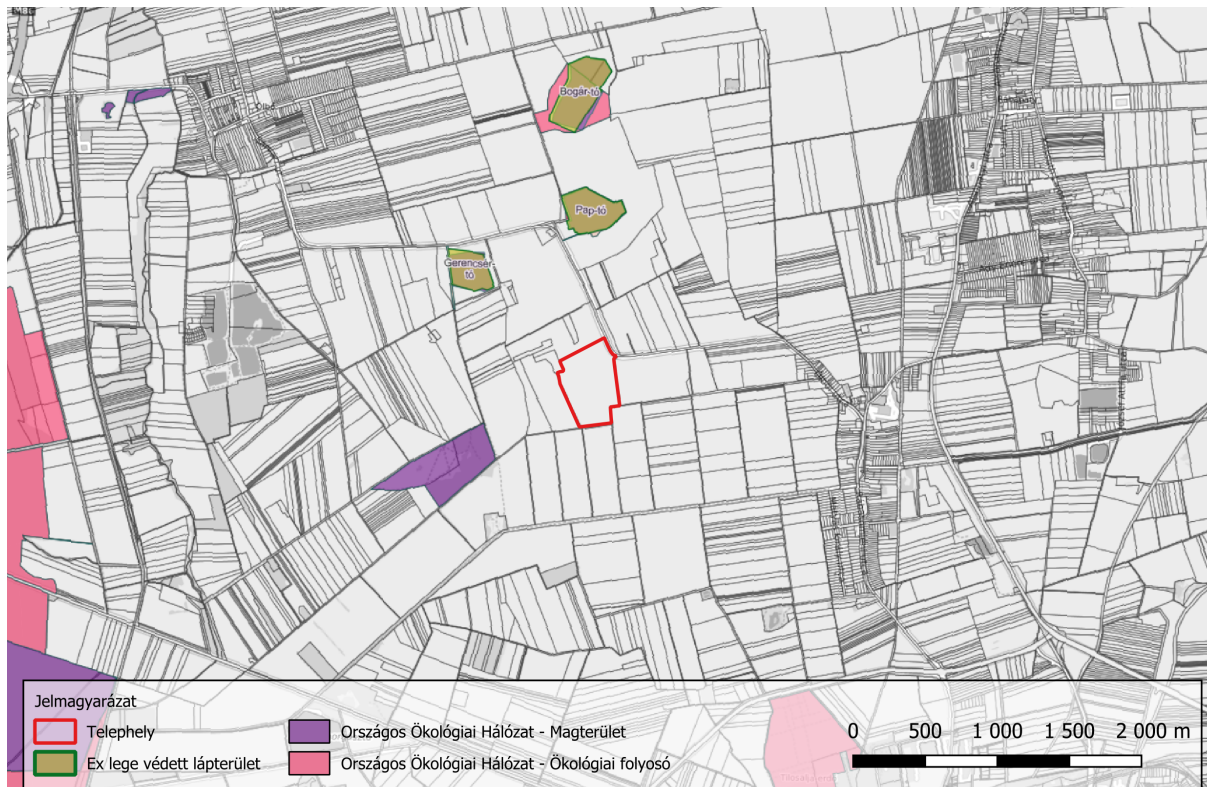 Ölbő
Bogár-tó
Pap-tó
Gerencsér-
tó
Jelmagyarázat
Telephely
Ex lege védett lápterület
Országos Ökológiai Hálózat - Magterület
Országos Ökológiai Hálózat - Ökológiai folyosó
0 500 1 000 1 500 2 000 m